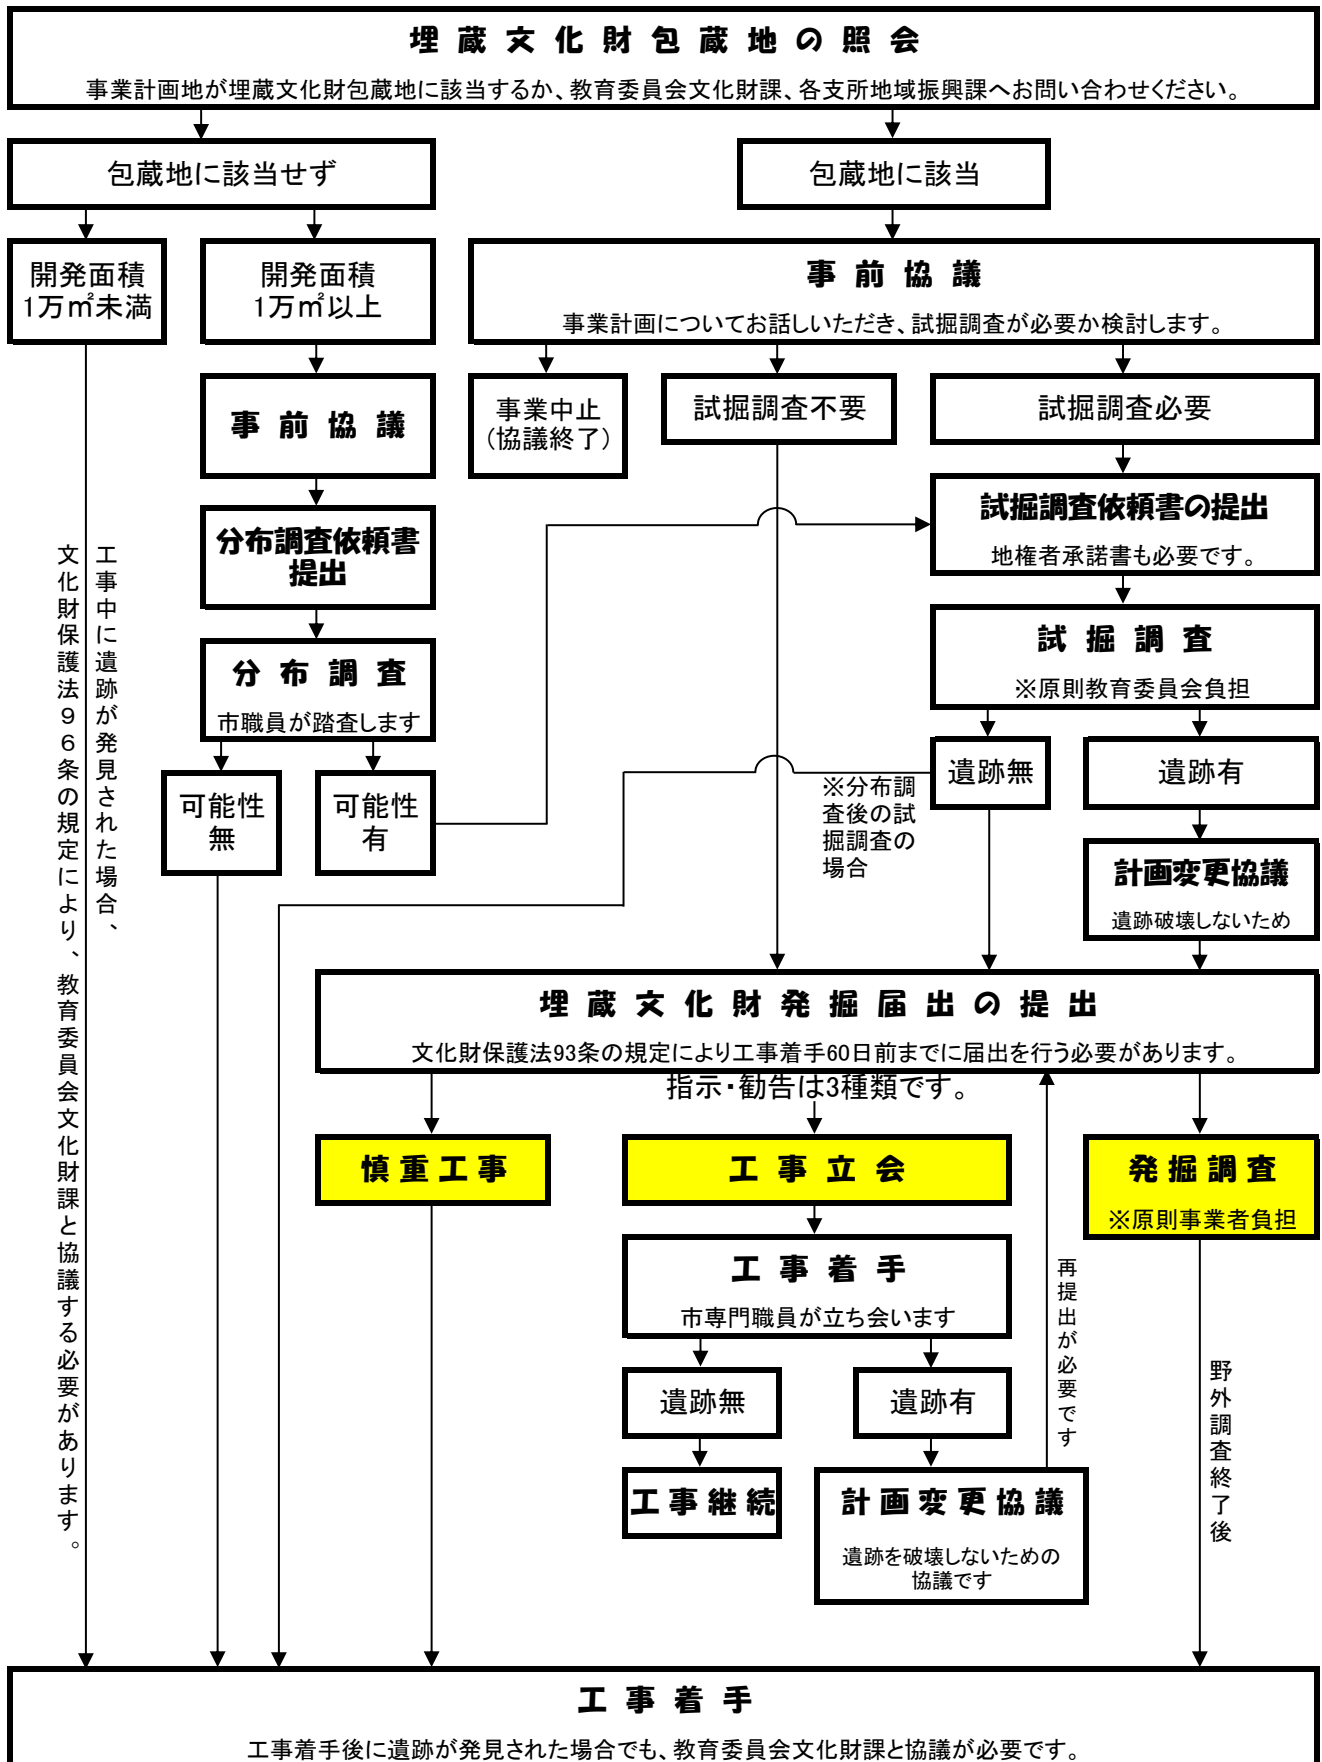 埋蔵文化財包蔵地の照会
事業計画地が埋蔵文化財包蔵地に該当するか、教育委員会文化財課、各支所地域振興課へお問い合わせください。
包蔵地に該当せず
包蔵地に該当
開発面積
1万㎡未満
開発面積
1万㎡以上
事前協議
事業計画についてお話しいただき、試掘調査が必要か検討します。
事前協議
事業中止
(協議終了)
試掘調査不要
試掘調査必要
分布調査依頼書
提出
試掘調査依頼書の提出
地権者承諾書も必要です。
工事中に遺跡が発見された場合、
文化財保護法96条の規定により、教育委員会文化財課と協議する必要があります。
分布調査
市職員が踏査します
試掘調査
※原則教育委員会負担
可能性
無
可能性
有
※分布調
査後の試
掘調査の
場合
遺跡無
遺跡有
計画変更協議
遺跡破壊しないため
埋蔵文化財発掘届出の提出
文化財保護法93条の規定により工事着手60日前までに届出を行う必要があります。
指示・勧告は3種類です。
慎重工事
工事立会
発掘調査
※原則事業者負担
工事着手
市専門職員が立ち会います
再提出が必要です
遺跡無
遺跡有
野外調査終了後
工事継続
計画変更協議
遺跡を破壊しないための
協議です
工事着手
工事着手後に遺跡が発見された場合でも、教育委員会文化財課と協議が必要です。